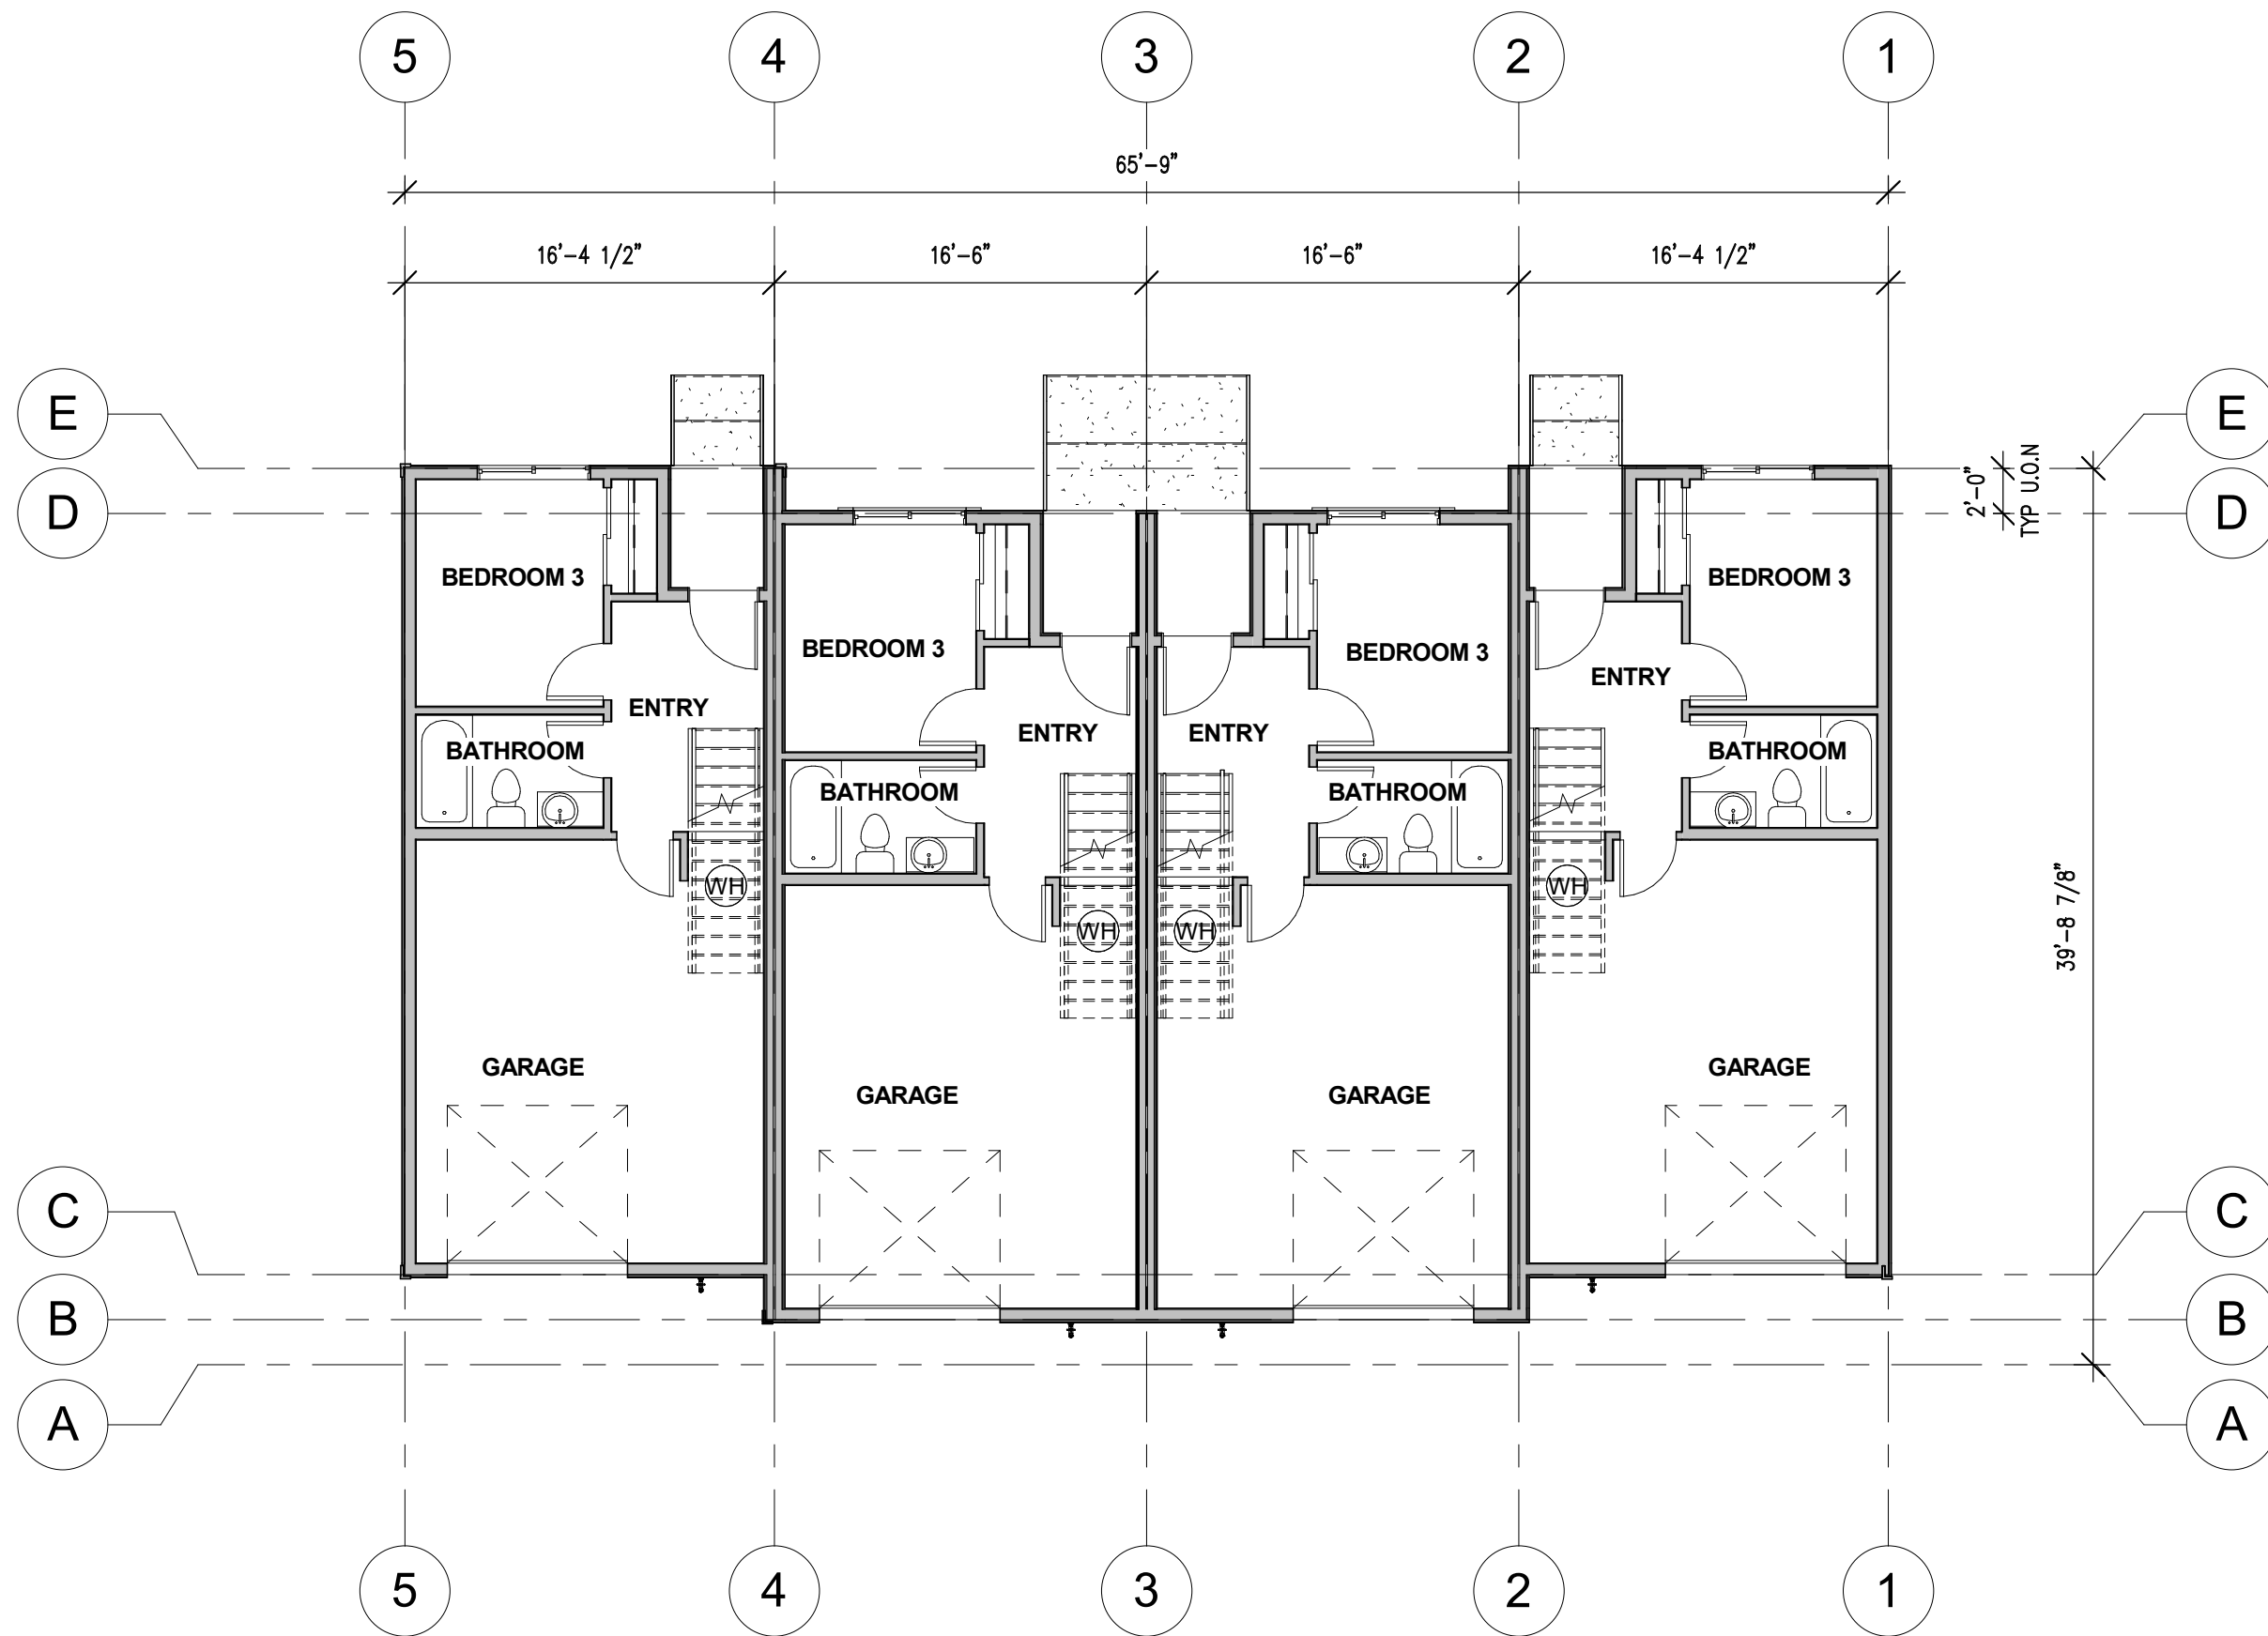 5 4 3 2 1
65'-9"
16'-4 1/2" 16'-6" 16'-6" 16'-4 1/2"
E E
2'-0"
TYP U.O.N
D D
BEDROOM 3 BEDROOM 3
BEDROOM 3 BEDROOM 3
ENTRY
ENTRY
ENTRY ENTRY
BATHROOM BATHROOM
BATHROOM BATHROOM
WH WH
WH WH
39'-8 7/8"
GARAGE GARAGE
GARAGE GARAGE
C C
B B
A A
5 4 3 2 1